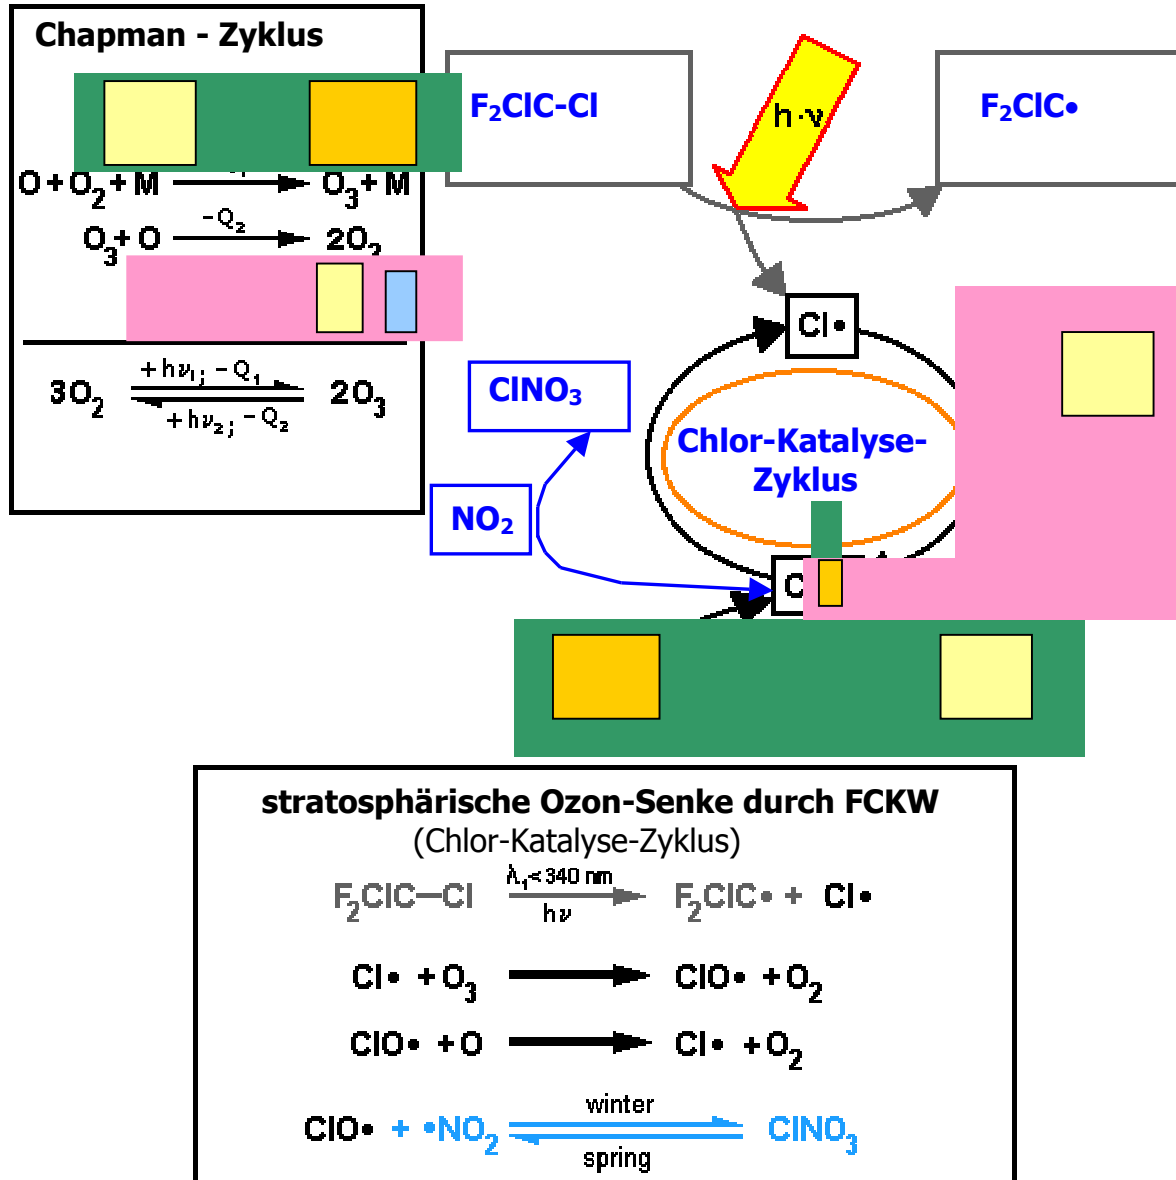 Chapman - Zyklus
O + O₂ + M → O₃ + M
O₃ + O –Q₂ → 2O₂
3O₂ + hν₁; –Q₁ ⇌ + hν₂; –Q₂ 2O₃
F₂ClC-Cl
h·ν
F₂ClC•
Cl•
ClNO₃
NO₂
Chlor-Katalyse-
Zyklus
stratosphärische Ozon-Senke durch FCKW
(Chlor-Katalyse-Zyklus)
F₂ClC—Cl λ₁<340 nm → hν F₂ClC• + Cl•
Cl• + O₃ → ClO• + O₂
ClO• + O → Cl• + O₂
ClO• + •NO₂ winter ⇌ spring ClNO₃